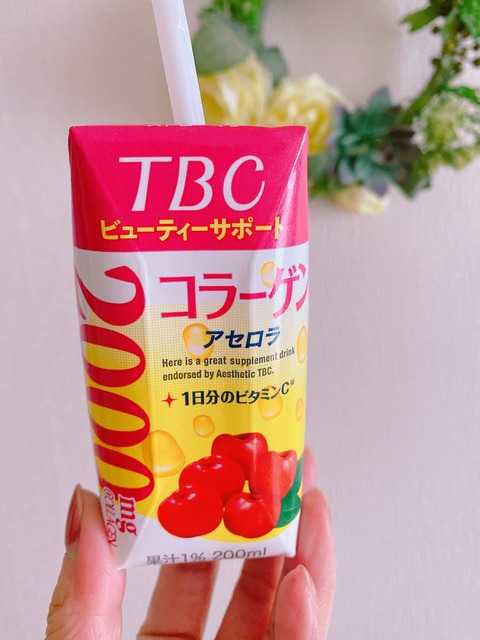 TBC
ビューティーサポート
2000mg
COLLAGEN
コラーゲン
アセロラ
Here is a great supplement drink
endorsed by Aesthetic TBC.
1日分のビタミンC
果汁1% 200ml